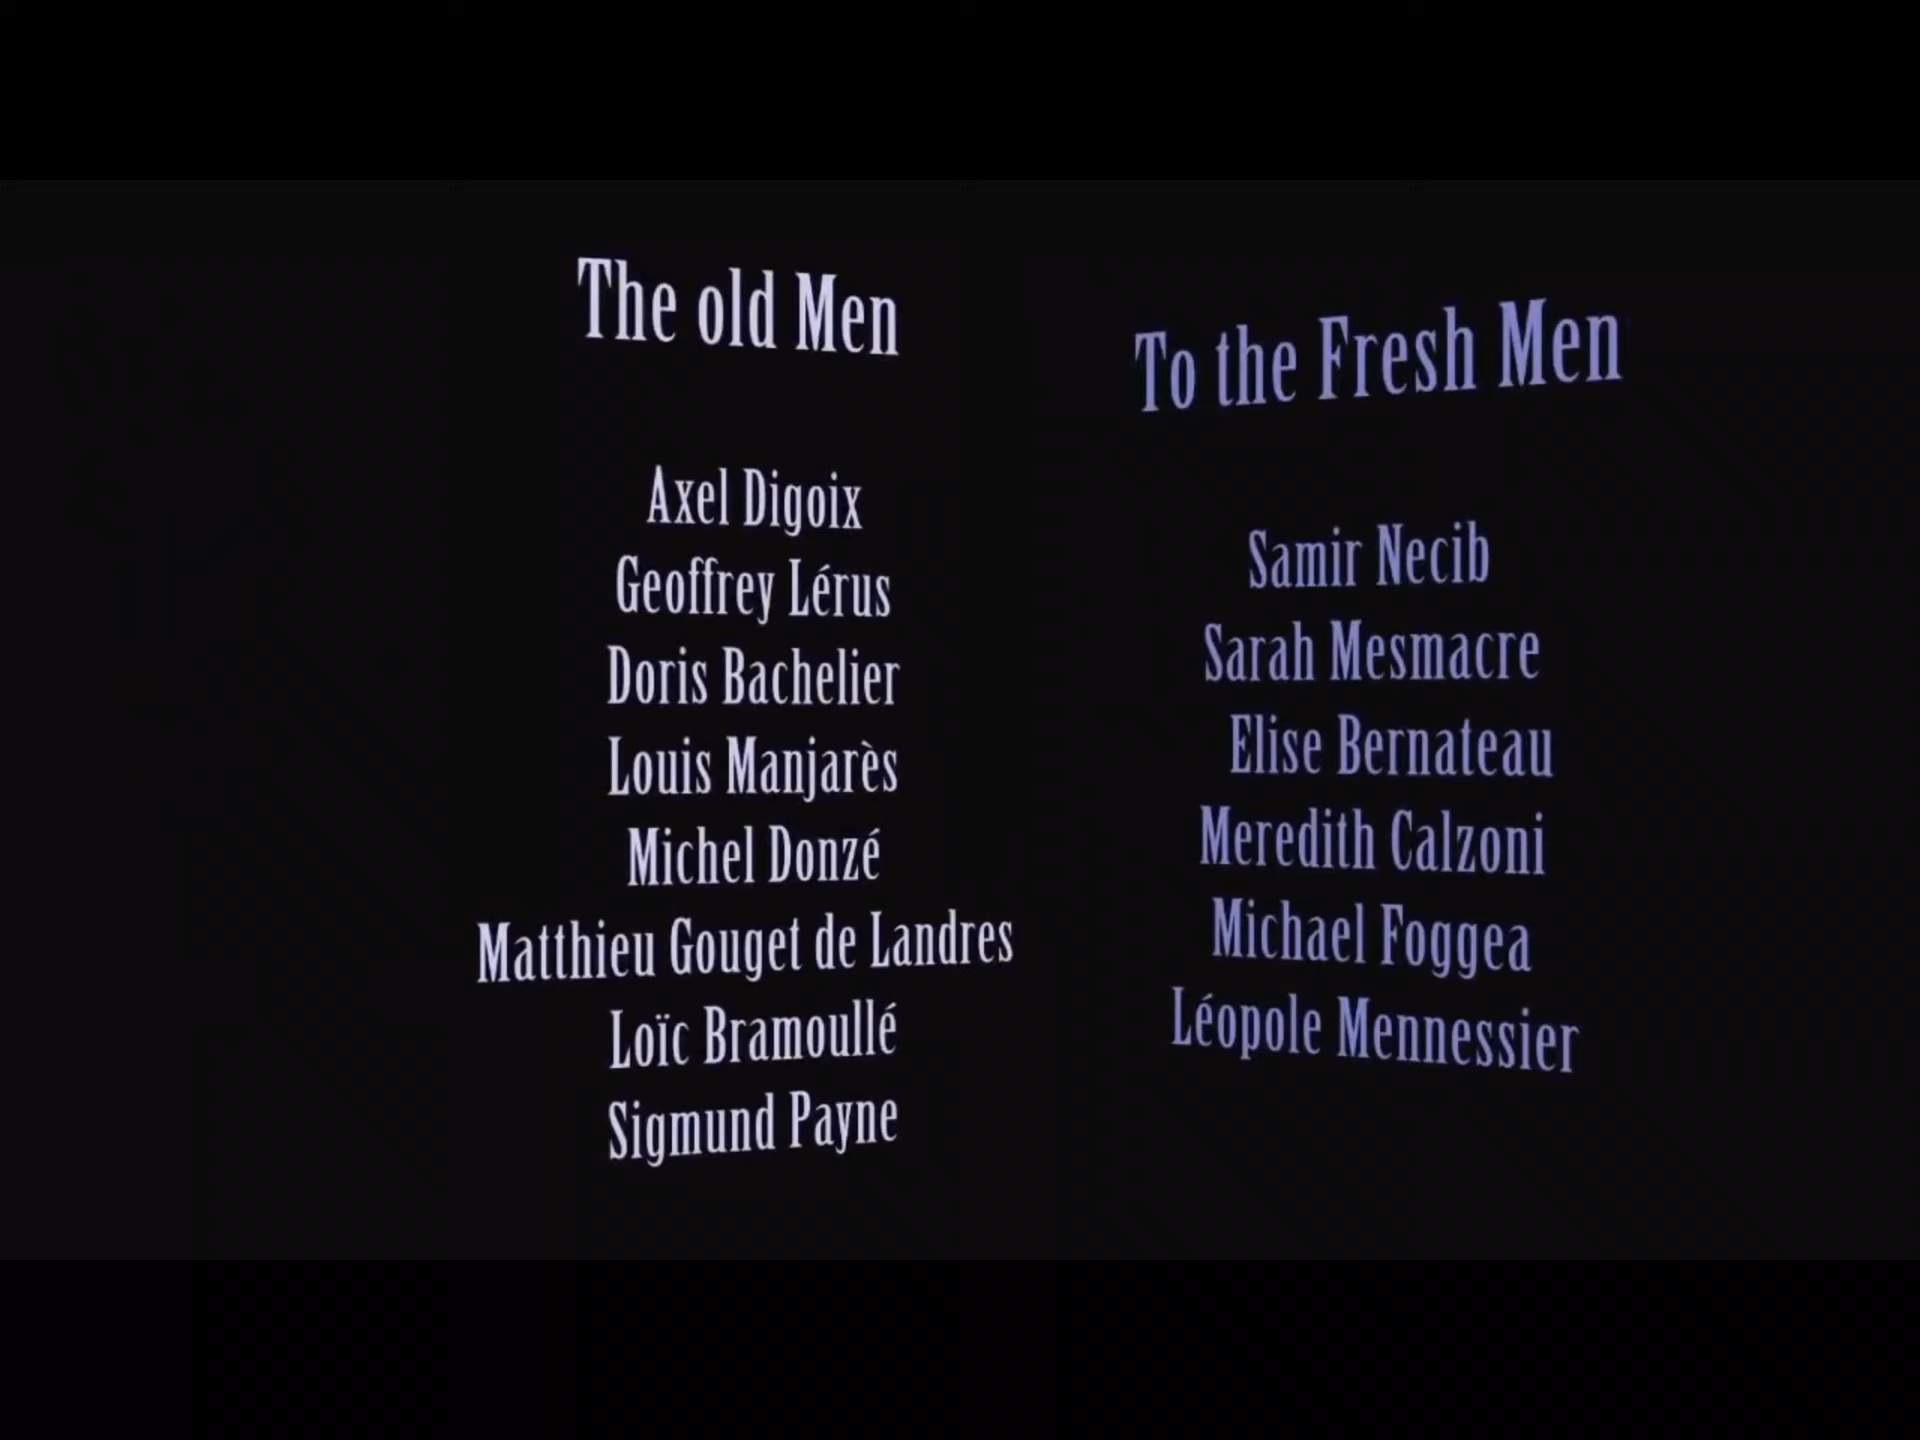 The old Men
Axel Digoix
Geoffrey Lérus
Doris Bachelier
Louis Manjarès
Michel Donzé
Matthieu Gouget de Landres
Loïc Bramoullé
Sigmund Payne
To the Fresh Men
Samir Necib
Sarah Mesmacre
Elise Bernateau
Meredith Calzoni
Michael Foggea
Léopole Mennessier